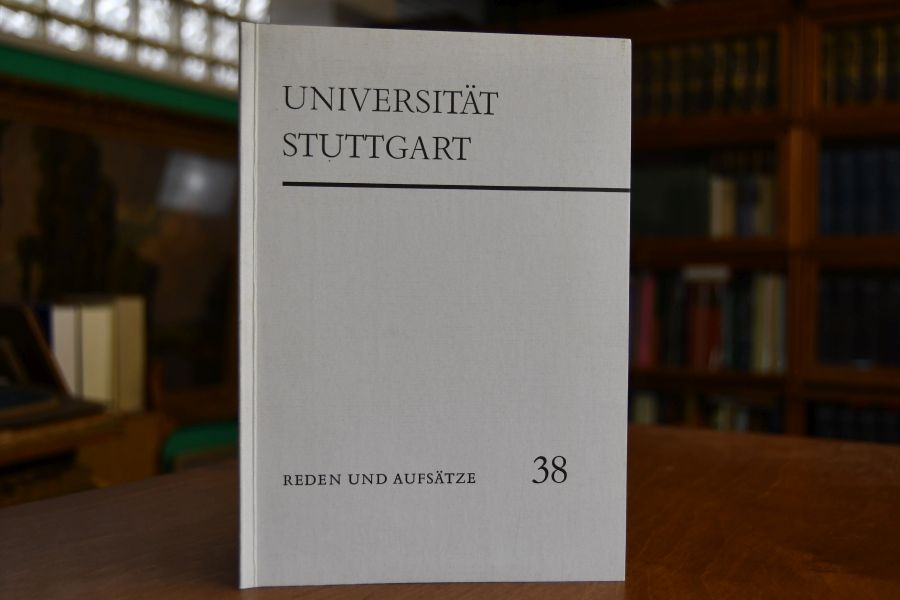 UNIVERSITÄT
STUTTGART
REDEN UND AUFSÄTZE 38